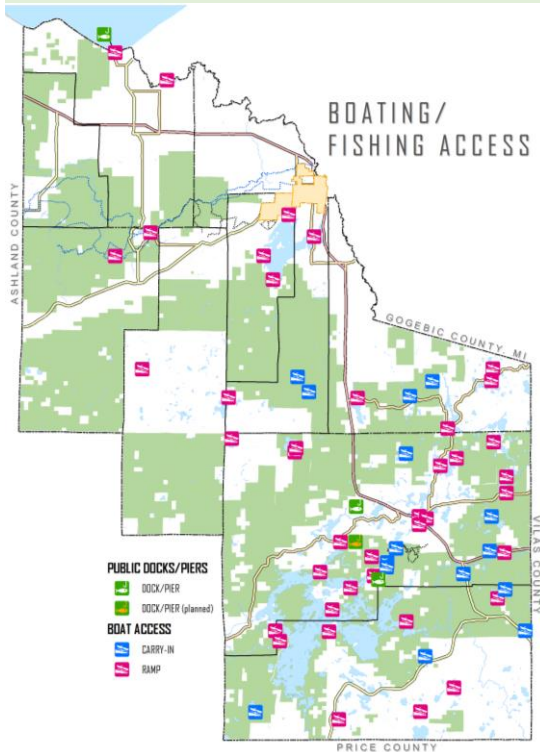 BOATING/
FISHING ACCESS
ASHLAND COUNTY
GOGEBIC COUNTY, MI
VILAS COUNTY
PUBLIC DOCKS/PIERS
DOCK/PIER
DOCK/PIER (planned)
BOAT ACCESS
CARRY-IN
RAMP
PRICE COUNTY